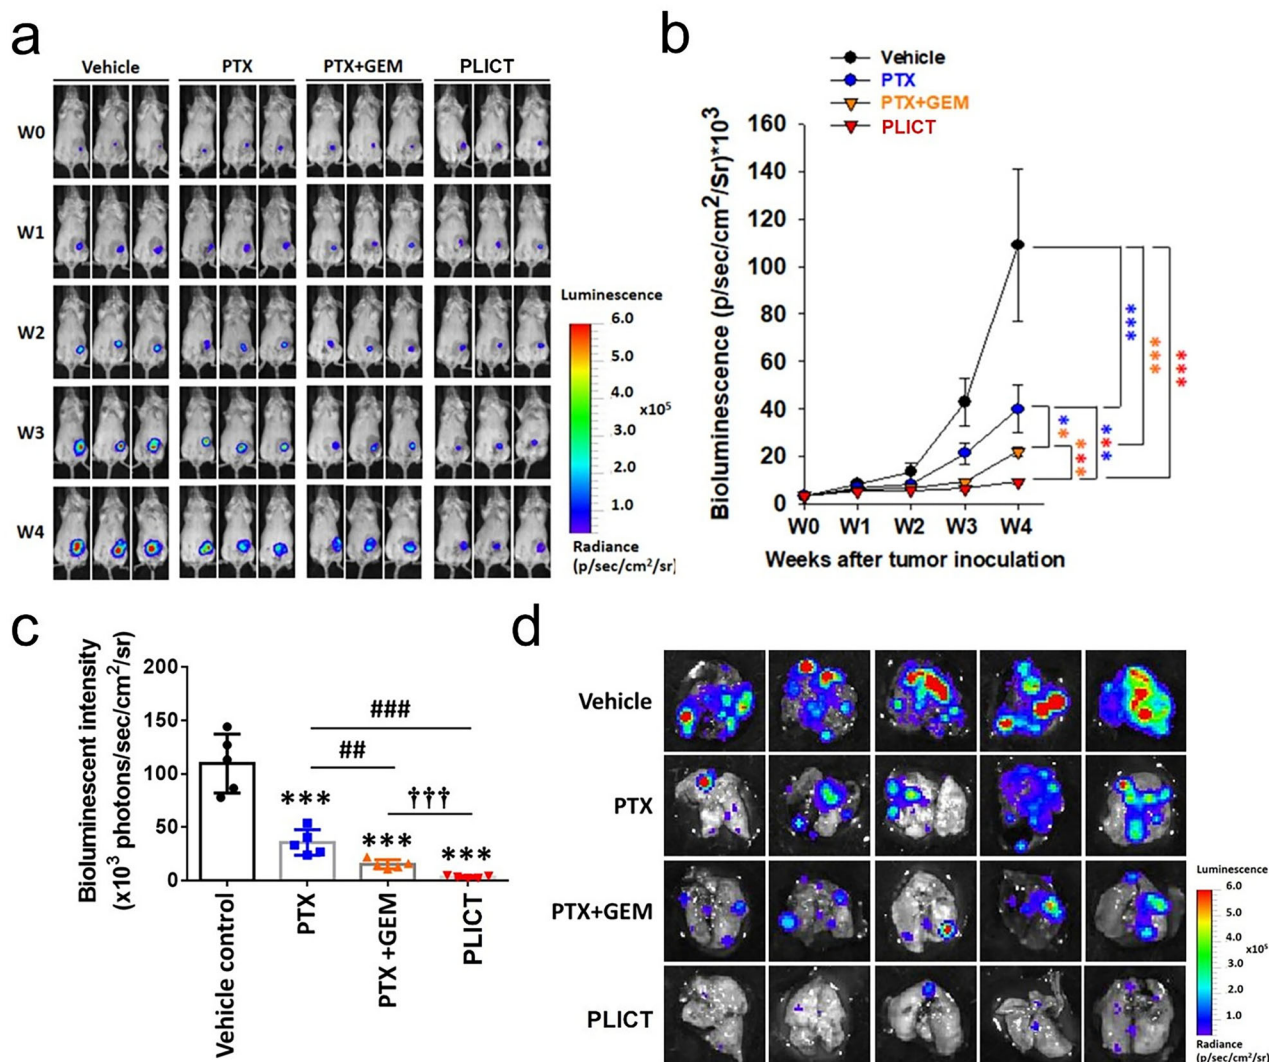 a
Vehicle PTX PTX+GEM PLICT
W0
W1
W2
W3
W4
Luminescence
6.0
5.0
4.0
x10⁵
3.0
2.0
1.0
Radiance
(p/sec/cm²/sr)
b
Vehicle
PTX
PTX+GEM
PLICT
Bioluminescence (p/sec/cm²/Sr)*10³
160
140
120
100
80
60
40
20
0
W0 W1 W2 W3 W4
Weeks after tumor inoculation
***
***
***
**
***
***
c
Bioluminescent intensity
(x10³ photons/sec/cm²/sr)
200
150
100
50
0
###
##
†††
***
***
***
Vehicle control
PTX
PTX +GEM
PLICT
d
Vehicle
PTX
PTX+GEM
PLICT
Luminescence
6.0
5.0
4.0
x10⁵
3.0
2.0
1.0
Radiance
(p/sec/cm²/sr)